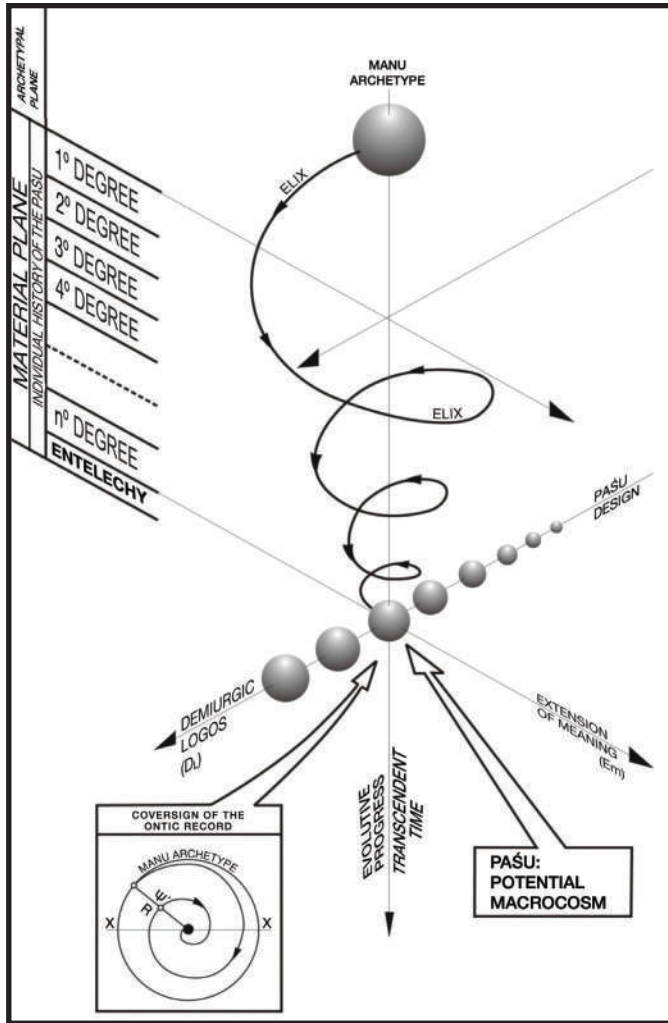 ARCHETYPAL
PLANE
MATERIAL PLANE
INDIVIDUAL HISTORY OF THE PASU
1º DEGREE
2º DEGREE
3º DEGREE
4º DEGREE
nº DEGREE
ENTELECHY
MANU
ARCHETYPE
ELIX
ELIX
PAŚU
DESIGN
DEMIURGIC
LOGOS
(DL)
EXTENSION
OF MEANING
(Em)
EVOLUTIVE
PROGRESS
TRANSCENDENT
TIME
COVERSIGN OF THE
ONTIC RECORD
MANU ARCHETYPE
Ψ
R
X
X
PAŚU:
POTENTIAL
MACROCOSM